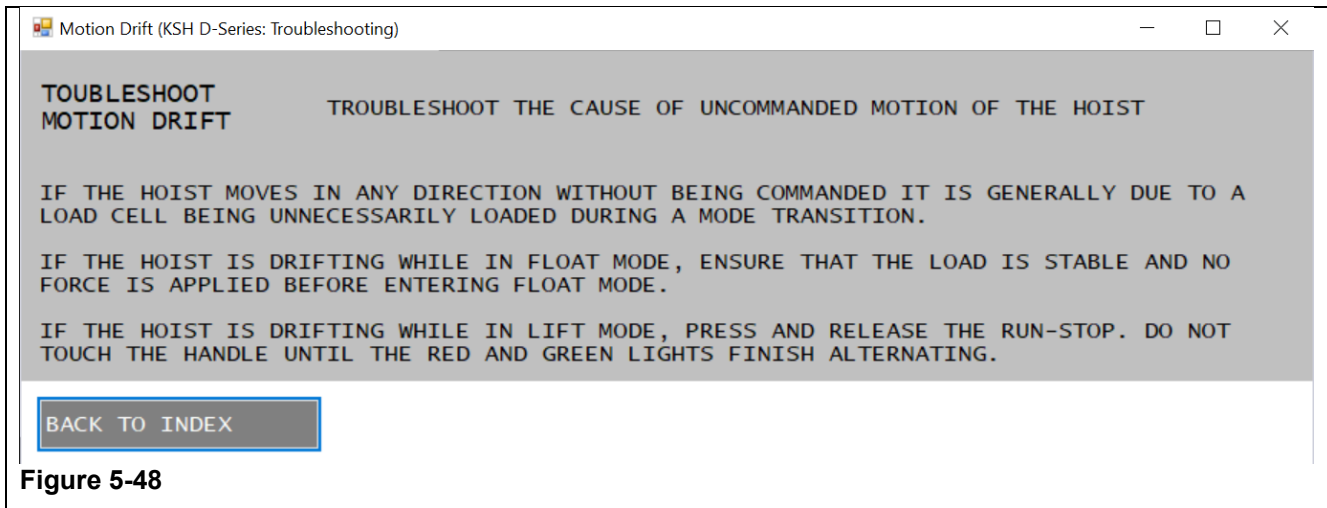 Motion Drift (KSH D-Series: Troubleshooting)
TOUBLESHOOT
MOTION DRIFT
TROUBLESHOOT THE CAUSE OF UNCOMMANDED MOTION OF THE HOIST
IF THE HOIST MOVES IN ANY DIRECTION WITHOUT BEING COMMANDED IT IS GENERALLY DUE TO A
LOAD CELL BEING UNNECESSARILY LOADED DURING A MODE TRANSITION.
IF THE HOIST IS DRIFTING WHILE IN FLOAT MODE, ENSURE THAT THE LOAD IS STABLE AND NO
FORCE IS APPLIED BEFORE ENTERING FLOAT MODE.
IF THE HOIST IS DRIFTING WHILE IN LIFT MODE, PRESS AND RELEASE THE RUN-STOP. DO NOT
TOUCH THE HANDLE UNTIL THE RED AND GREEN LIGHTS FINISH ALTERNATING.
BACK TO INDEX
Figure 5-48